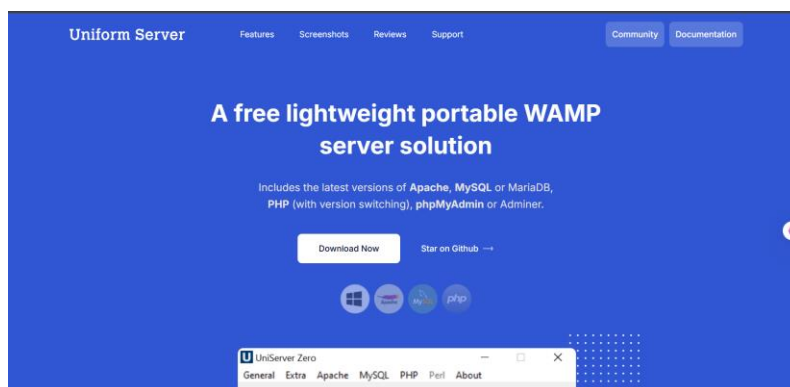 Uniform Server
Features Screenshots Reviews Support
Community Documentation
A free lightweight portable WAMP
server solution
Includes the latest versions of Apache, MySQL or MariaDB,
PHP (with version switching), phpMyAdmin or Adminer.
Download Now Star on Github →
Apache MySQL php
U UniServer Zero
General Extra Apache MySQL PHP Perl About